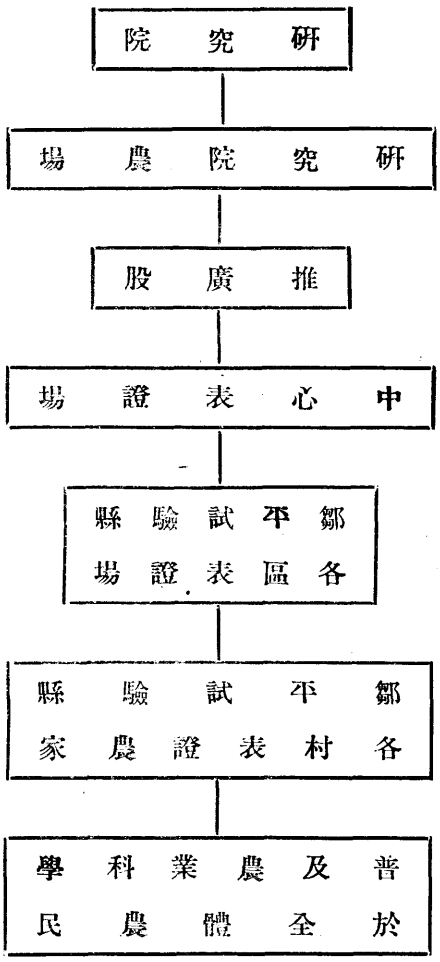 研究院
研究院農場
推廣股
中心表證場
鄒平試驗縣
各區表證場
鄒平試驗縣
各村表證農家
普及農業科學
於全體農民